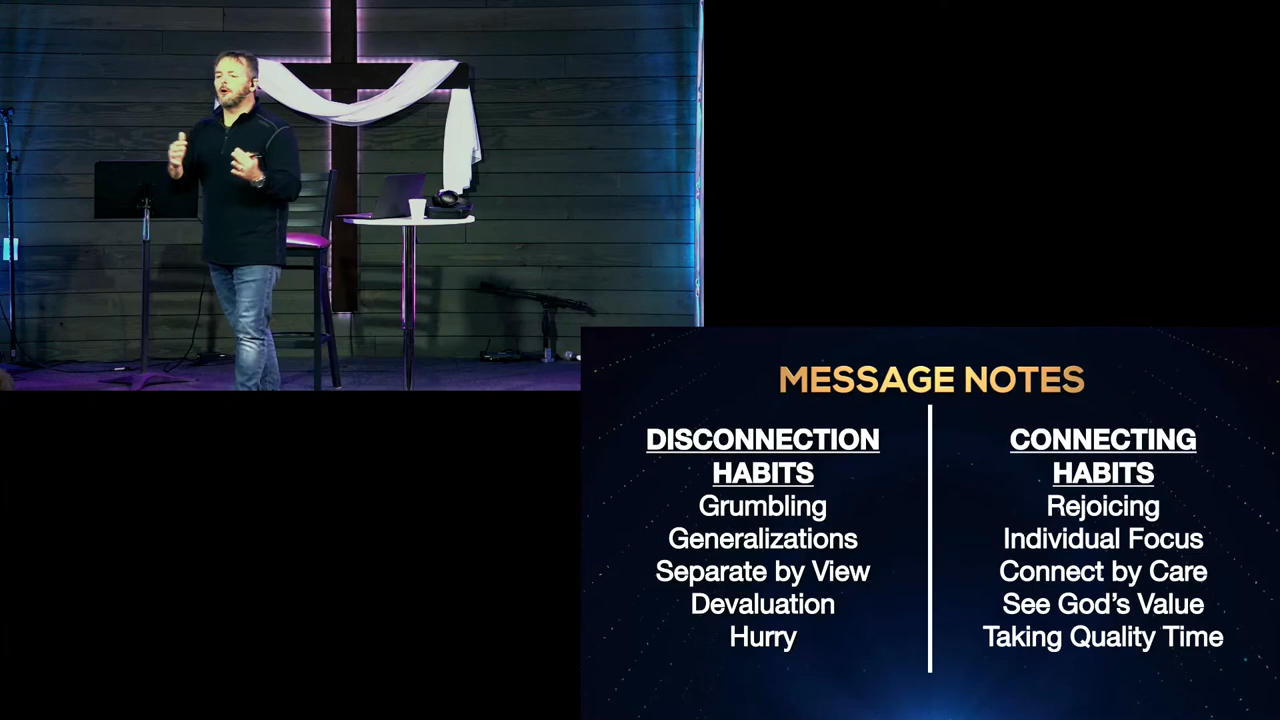 MESSAGE NOTES
DISCONNECTION
HABITS
Grumbling
Generalizations
Separate by View
Devaluation
Hurry
CONNECTING
HABITS
Rejoicing
Individual Focus
Connect by Care
See God's Value
Taking Quality Time